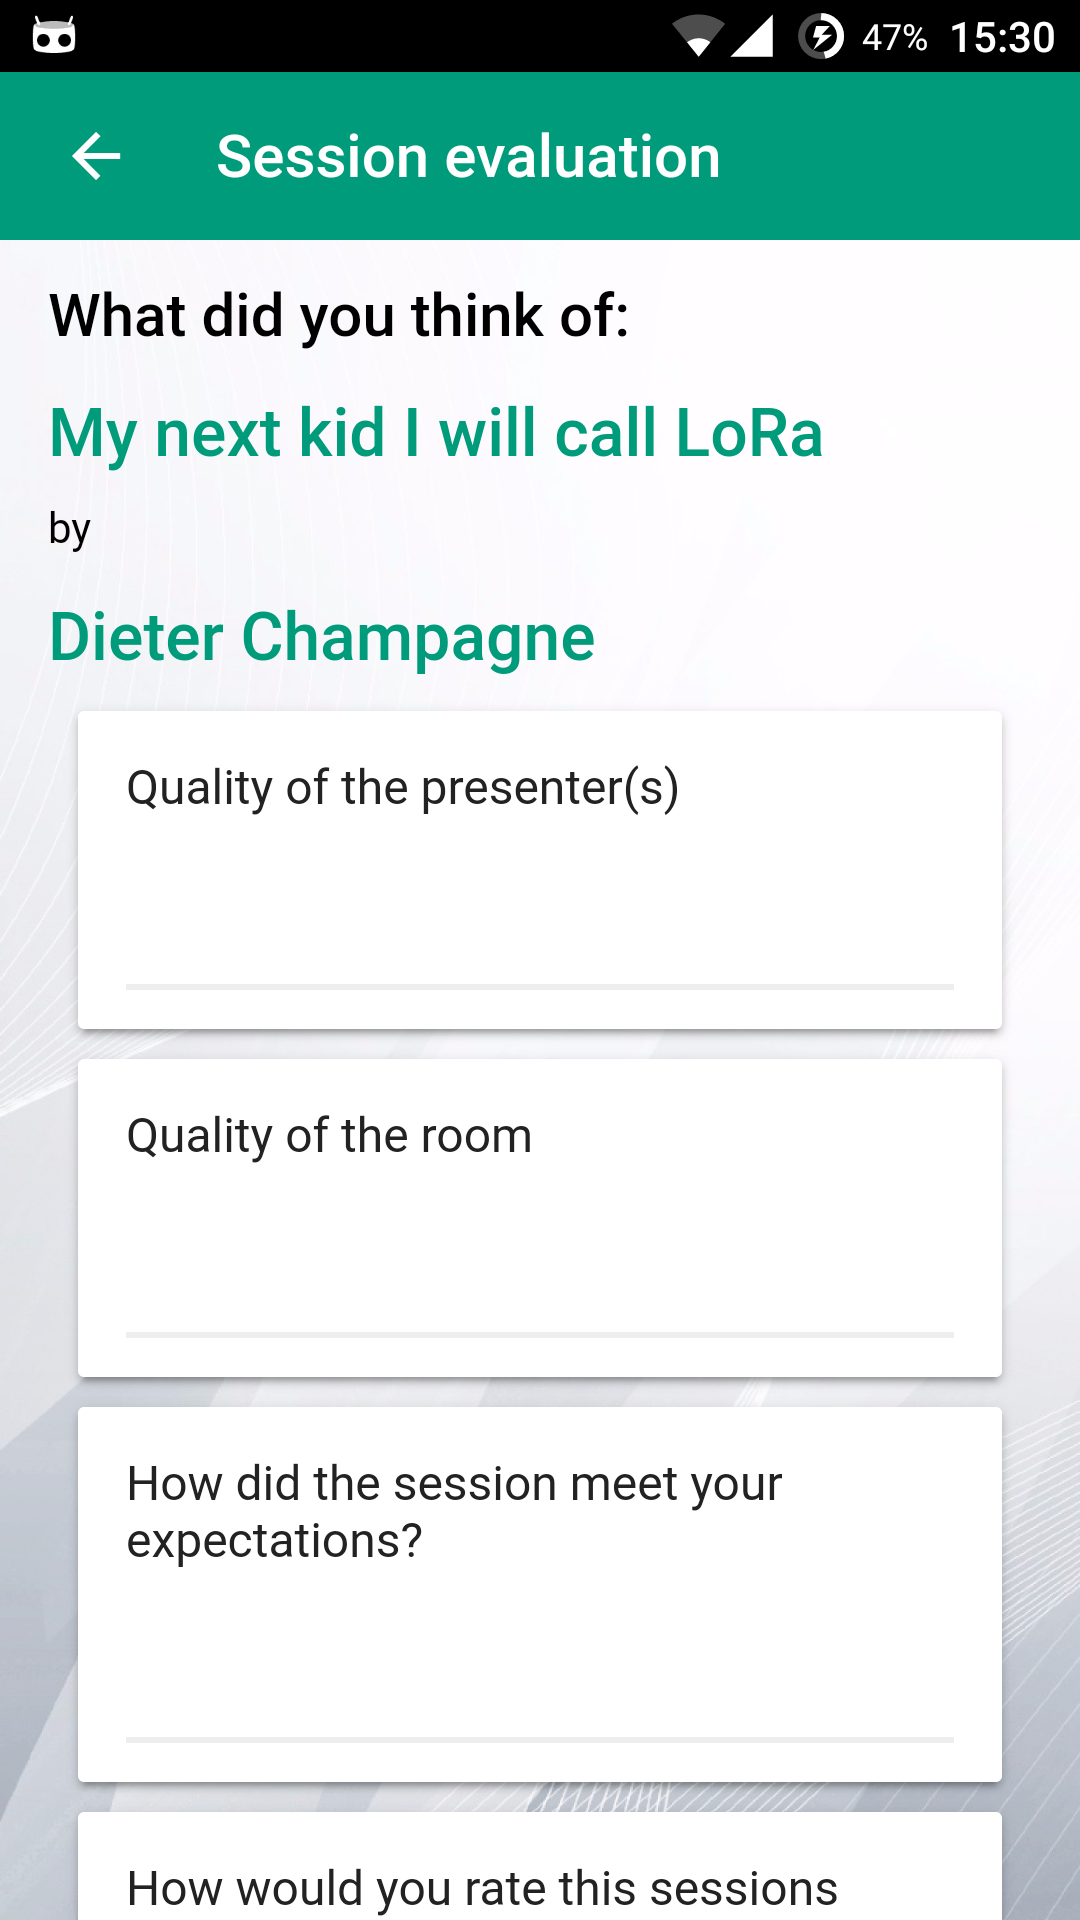 47% 15:30
Session evaluation
What did you think of:
My next kid I will call LoRa
by
Dieter Champagne
Quality of the presenter(s)
Quality of the room
How did the session meet your
expectations?
How would you rate this sessions